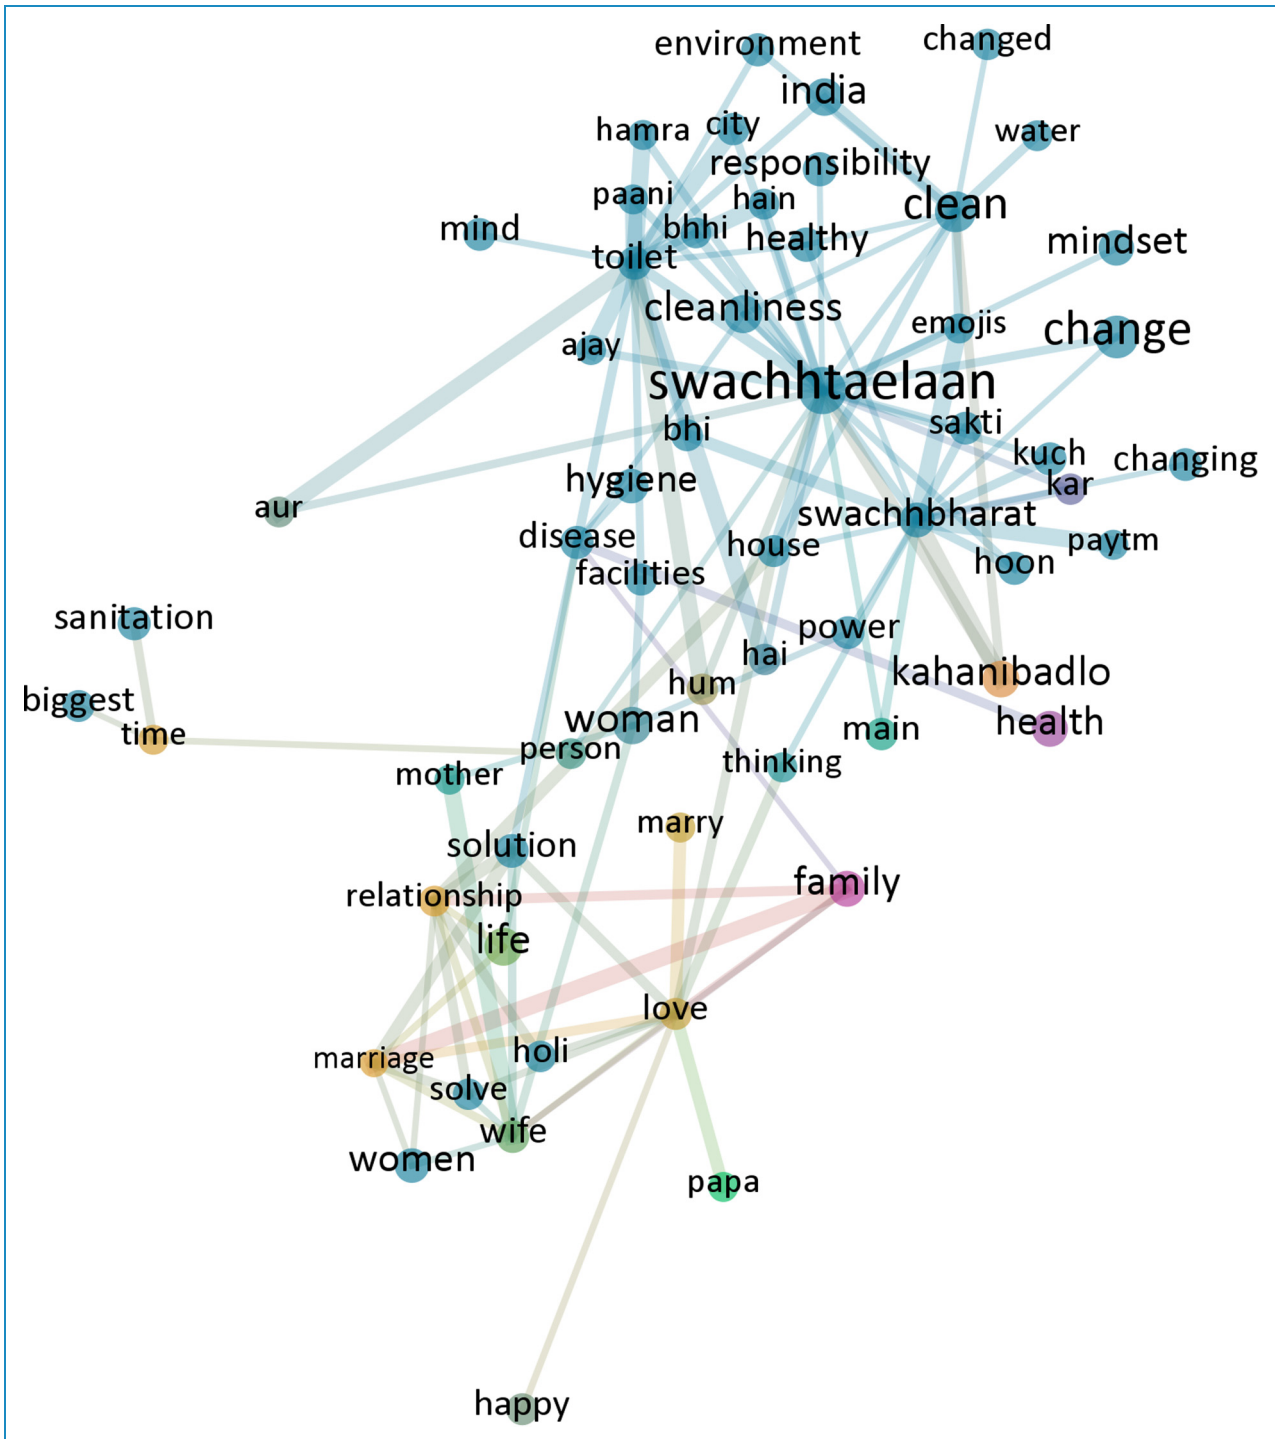 environment
changed
india
hamra
city
water
responsibility
paani
hain
clean
mind
bhhi
healthy
mindset
toilet
cleanliness
emojis
change
ajay
swachhtaelaan
bhi
sakti
kuch
changing
hygiene
kar
aur
swachhbharat
disease
house
paytm
facilities
hoon
sanitation
power
hai
kahanibadlo
hum
biggest
woman
health
time
person
main
mother
thinking
marry
solution
family
relationship
life
love
marriage
holi
solve
wife
women
papa
happy